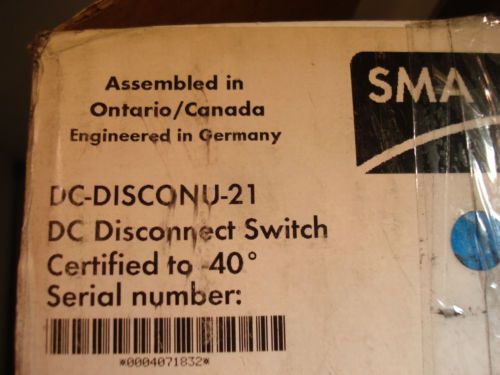 Assembled in
Ontario/Canada
Engineered in Germany
SMA
DC-DISCONU-21
DC Disconnect Switch
Certified to -40°
Serial number:
*0004071832*